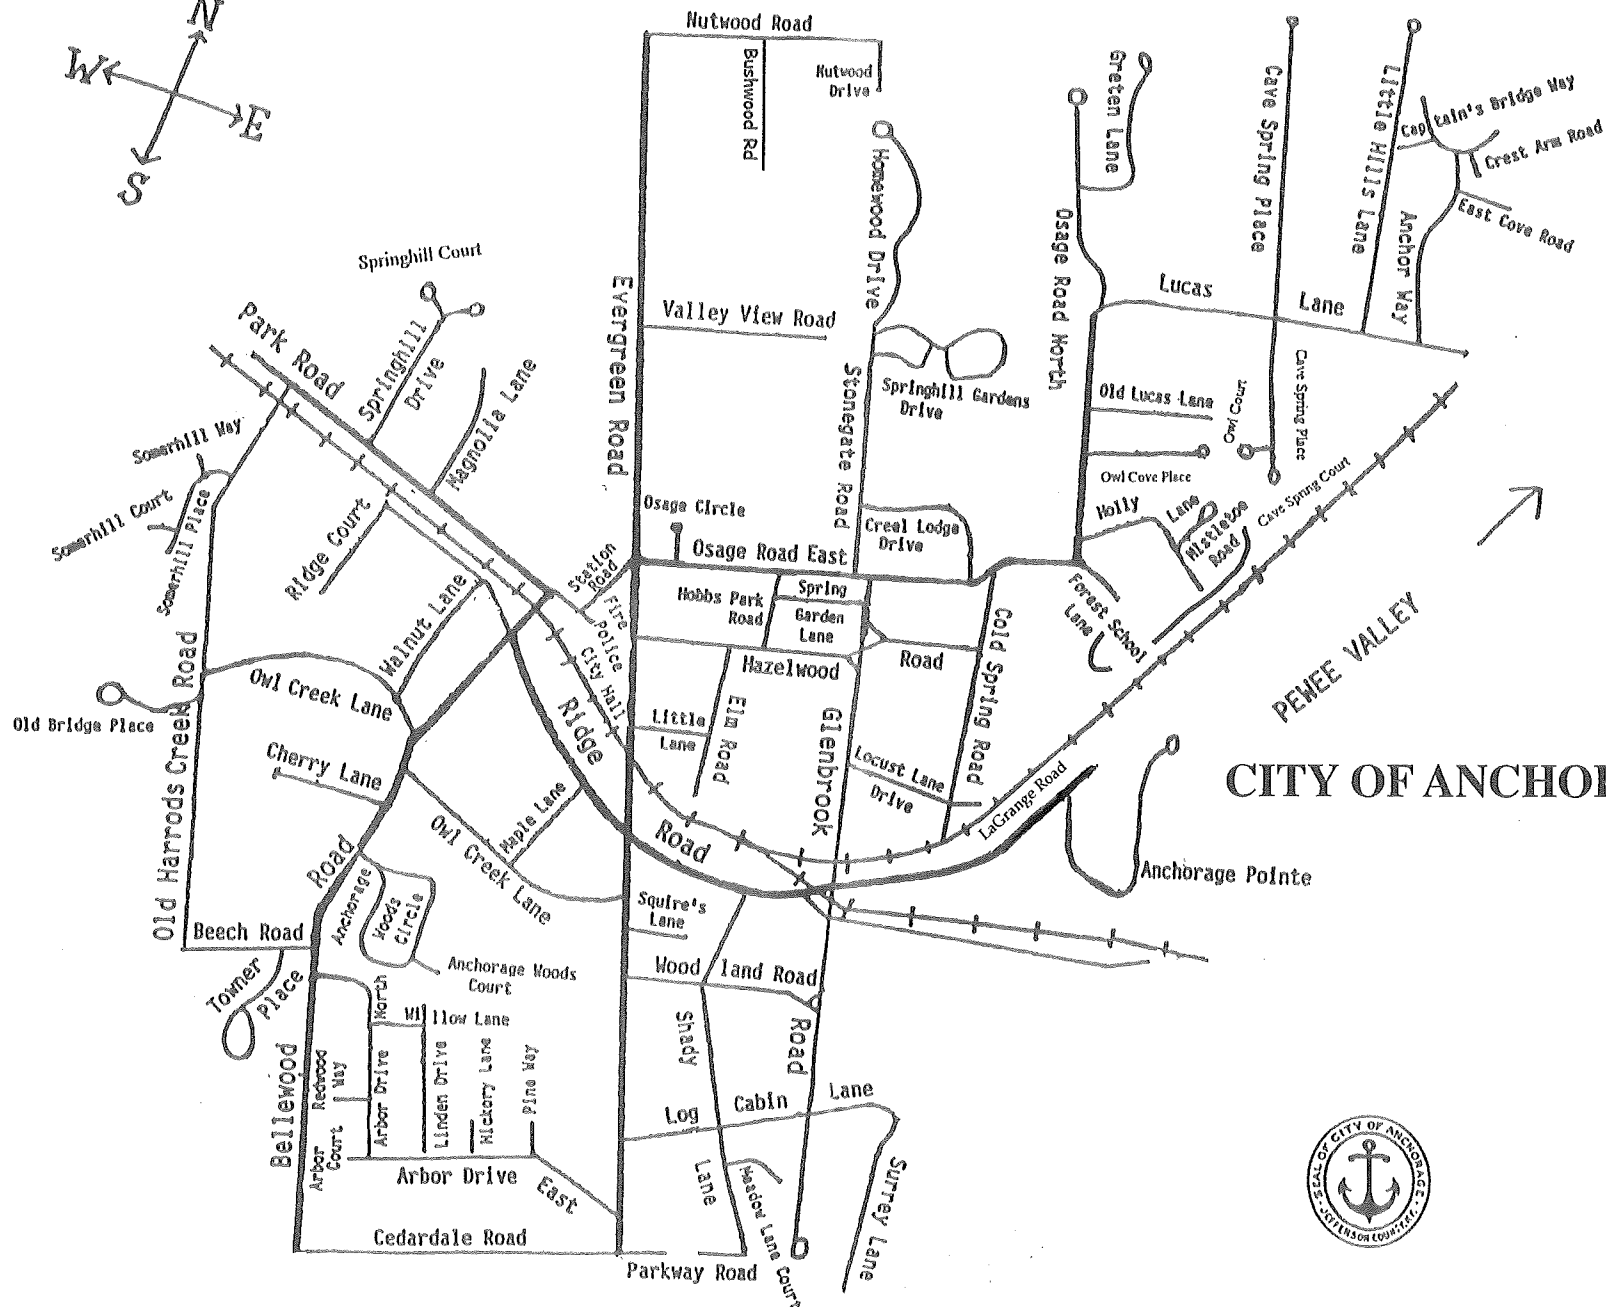 N
W
E
S
Nutwood Road
Bushwood Rd
Nutwood
Drive
Homewood Drive
Greten Lane
Cave Spring Place
Little Hills Lane
Captain's Bridge Way
Crest Arm Road
East Cove Road
Anchor Way
Osage Road North
Springhill Court
Park Road
Springhill
Drive
Magnolia Lane
Evergreen Road
Valley View Road
Lucas
Lane
Stonegate Road
Springhill Gardens
Drive
Old Lucas Lane
Owl Court
Cave Spring Place
Owl Cove Place
Cave Spring Court
Somerhill Way
Somerhill Court
Somerhill Place
Ridge Court
Osage Circle
Creel Lodge
Drive
Holly
Lane
Mistletoe
Road
Osage Road East
Station
Road
Fire
Police
City Hall
Hobbs Park
Road
Spring
Garden
Lane
Forest School
Lane
Walnut Lane
Hazelwood
Road
Cold Spring Road
PEWEE VALLEY
Owl Creek Lane
Old Bridge Place
Old Harrods Creek Road
Ridge
Road
Little
Lane
Elm Road
Glenbrook
Locust Lane
Drive
Cherry Lane
Maple Lane
Owl Creek Lane
LaGrange Road
CITY OF ANCHO
Anchorage Pointe
Road
Anchorage
Woods
Circle
Squire's
Lane
Beech Road
Towner
Place
Anchorage Woods
Court
Wood land Road
North
Willow Lane
Shady
Road
Bellewood
Redwood
Way
Arbor Drive
Linden Drive
Hickory Lane
Pine Way
Log
Cabin
Lane
Arbor
Court
Arbor Drive
East
Lane
Meadow Lane Court
Surrey Lane
Cedardale Road
Parkway Road
SEAL OF CITY OF ANCHORAGE
JEFFERSON COUNTY, KY.